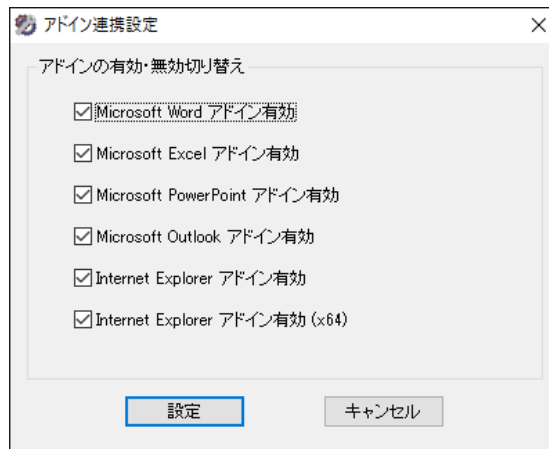 アドイン連携設定
アドインの有効・無効切り替え
Microsoft Word アドイン有効
Microsoft Excel アドイン有効
Microsoft PowerPoint アドイン有効
Microsoft Outlook アドイン有効
Internet Explorer アドイン有効
Internet Explorer アドイン有効 (x64)
設定 キャンセル